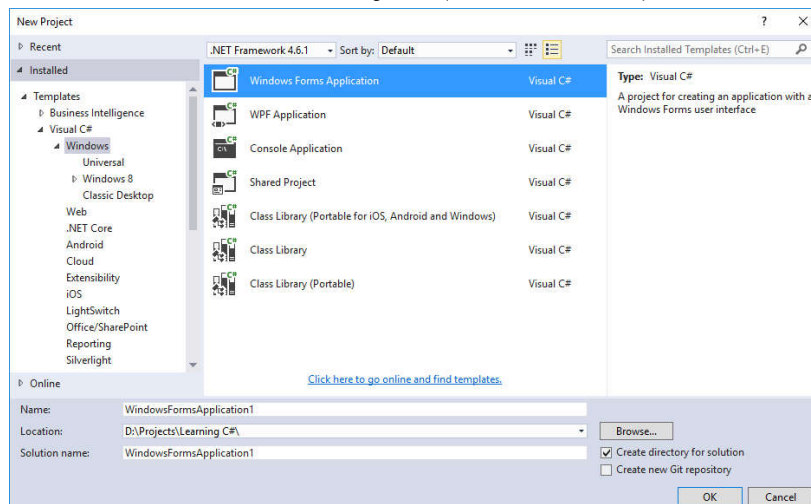 New Project
? ×
Recent
.NET Framework 4.6.1 Sort by: Default
Search Installed Templates (Ctrl+E)
Installed
Templates
Business Intelligence
Visual C#
Windows
Universal
Windows 8
Classic Desktop
Web
.NET Core
Android
Cloud
Extensibility
iOS
LightSwitch
Office/SharePoint
Reporting
Silverlight
Online
Windows Forms Application Visual C#
WPF Application Visual C#
Console Application Visual C#
Shared Project Visual C#
Class Library (Portable for iOS, Android and Windows) Visual C#
Class Library Visual C#
Class Library (Portable) Visual C#
Click here to go online and find templates.
Type: Visual C#
A project for creating an application with a
Windows Forms user interface
Name: WindowsFormsApplication1
Location: D:\Projects\Learning C#\
Browse...
Solution name: WindowsFormsApplication1
Create directory for solution
Create new Git repository
OK Cancel